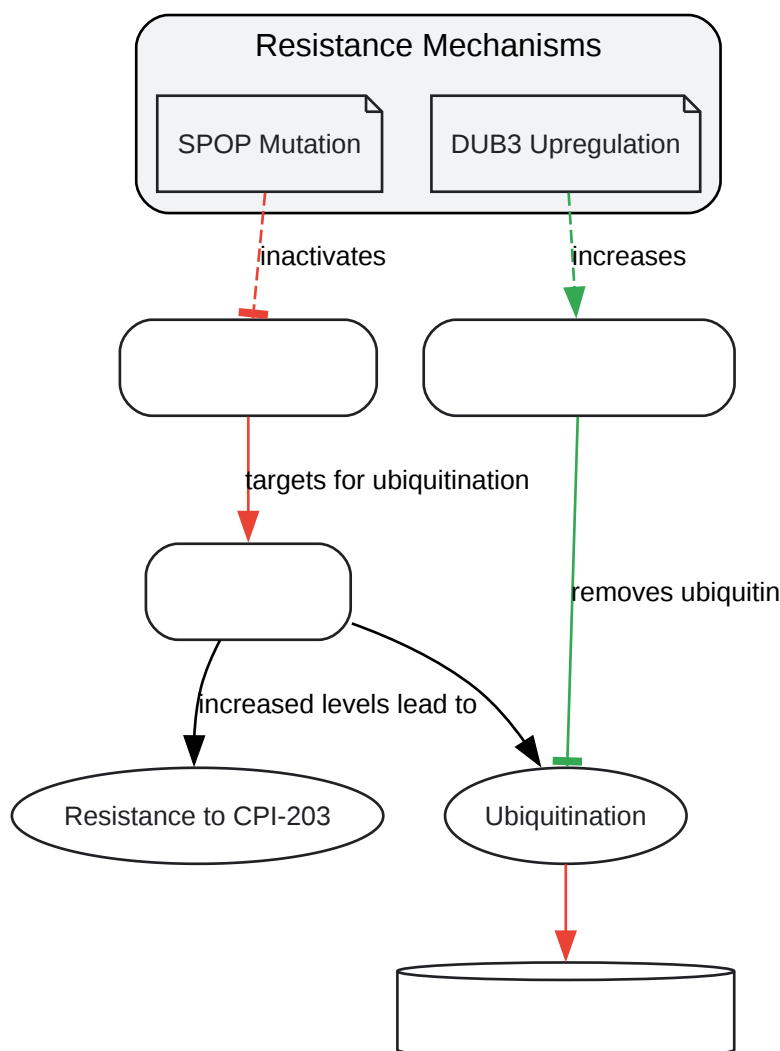 Resistance Mechanisms
SPOP Mutation
DUB3 Upregulation
inactivates
increases
targets for ubiquitination
removes ubiquitin
increased levels lead to
Resistance to CPI-203
Ubiquitination